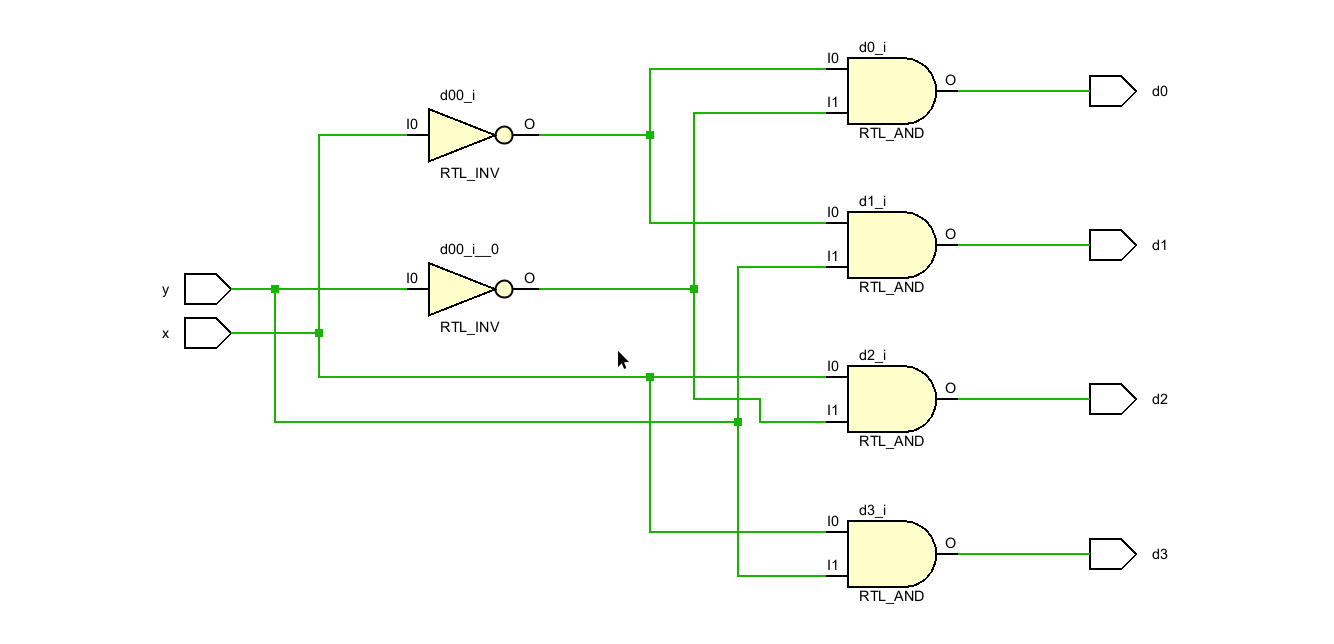 d0_i
I0
O
I1
d0
RTL_AND
d00_i
I0
O
RTL_INV
d1_i
I0
O
I1
d1
RTL_AND
d00_i__0
I0
O
RTL_INV
y
x
d2_i
I0
O
I1
d2
RTL_AND
d3_i
I0
O
I1
d3
RTL_AND